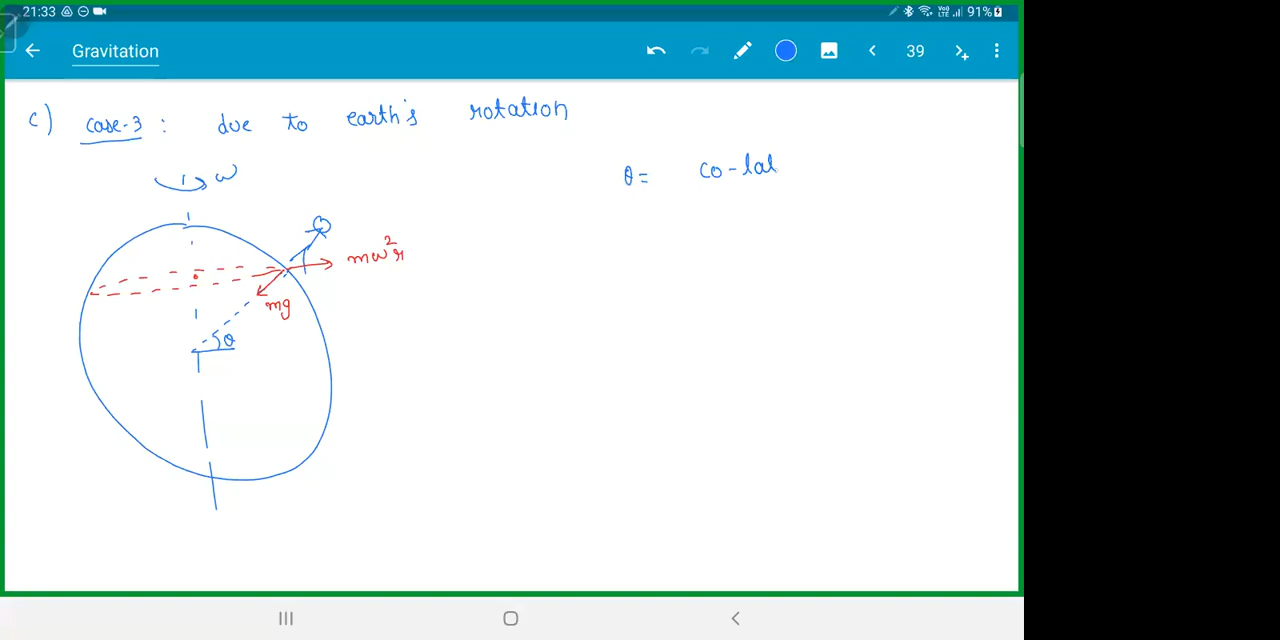 21:33
91%
Gravitation
39
c) case-3 : due to earth's rotation
ω
θ = co-lat
mω²r
mg
θ